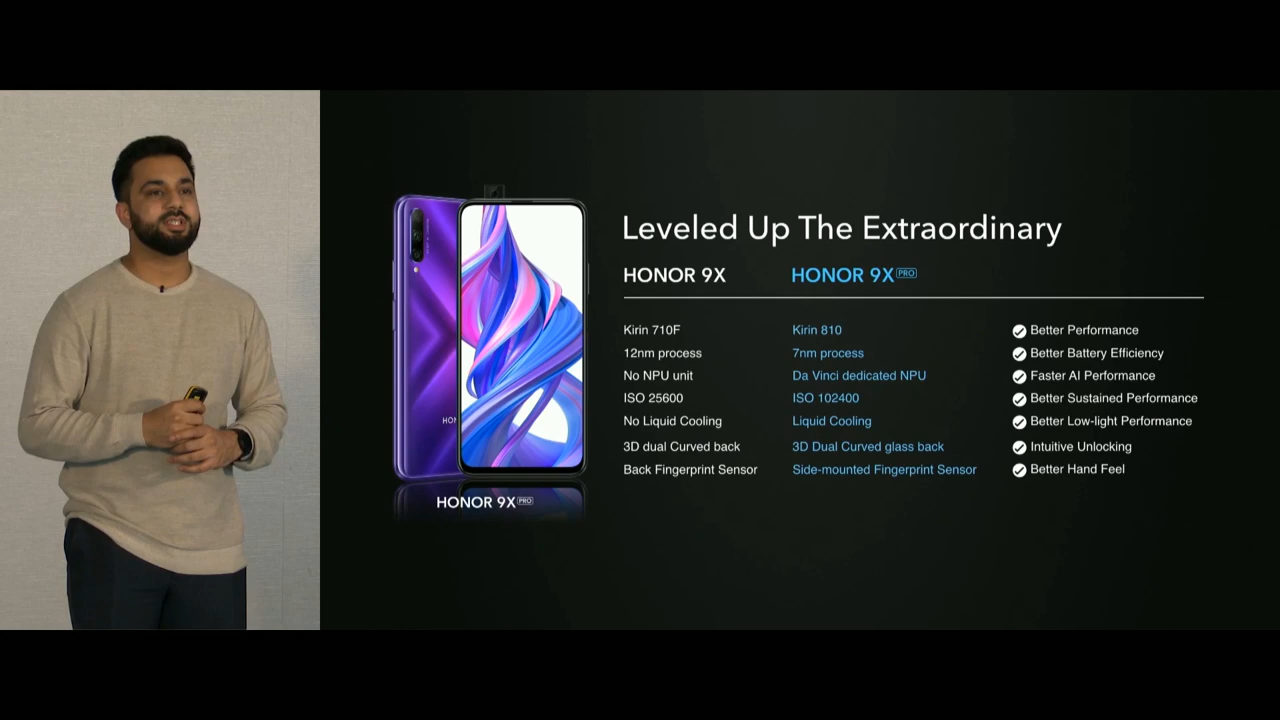 Leveled Up The Extraordinary
HONOR 9X HONOR 9X PRO
Kirin 710F Kirin 810 Better Performance
12nm process 7nm process Better Battery Efficiency
No NPU unit Da Vinci dedicated NPU Faster AI Performance
ISO 25600 ISO 102400 Better Sustained Performance
No Liquid Cooling Liquid Cooling Better Low-light Performance
3D dual Curved back 3D Dual Curved glass back Intuitive Unlocking
Back Fingerprint Sensor Side-mounted Fingerprint Sensor Better Hand Feel
HON
HONOR 9X PRO